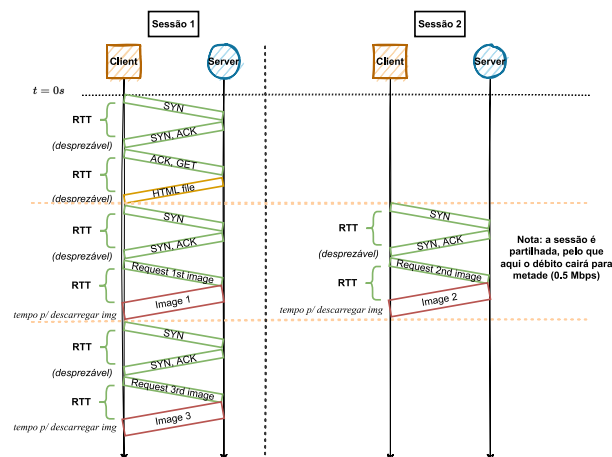 Sessão 1
Sessão 2
Client
Server
Client
Server
t = 0s
SYN
RTT
SYN, ACK
(desprezável)
ACK, GET
RTT
HTML file
(desprezável)
SYN
RTT
SYN, ACK
(desprezável)
Request 1st image
RTT
Image 1
tempo p/ descarregar img
SYN
RTT
SYN, ACK
(desprezável)
Request 2nd image
RTT
Image 2
tempo p/ descarregar img
Nota: a sessão é
partilhada, pelo que
aqui o débito cairá para
metade (0.5 Mbps)
SYN
RTT
SYN, ACK
(desprezável)
Request 3rd image
RTT
Image 3
tempo p/ descarregar img